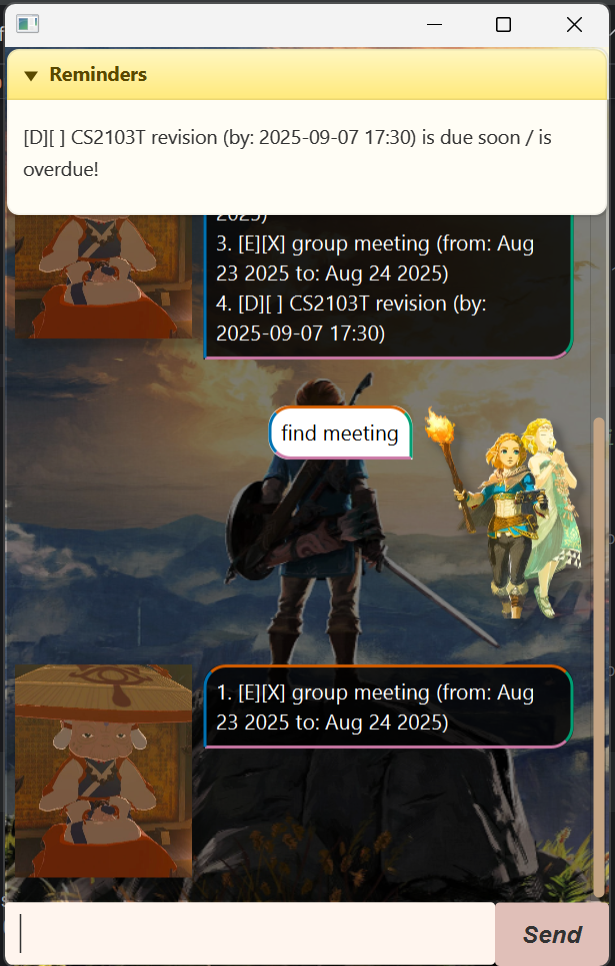 Reminders
[D][ ] CS2103T revision (by: 2025-09-07 17:30) is due soon / is
overdue!
2025)
3. [E][X] group meeting (from: Aug
23 2025 to: Aug 24 2025)
4. [D][ ] CS2103T revision (by:
2025-09-07 17:30)
find meeting
1. [E][X] group meeting (from: Aug
23 2025 to: Aug 24 2025)
Send